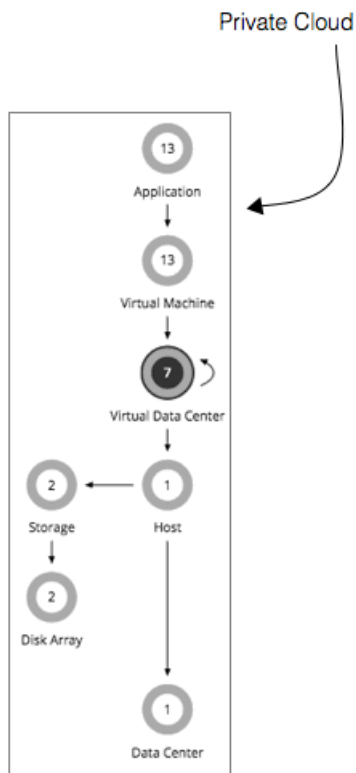 Private Cloud
13
Application
13
Virtual Machine
7
Virtual Data Center
2
1
Storage
Host
2
Disk Array
1
Data Center